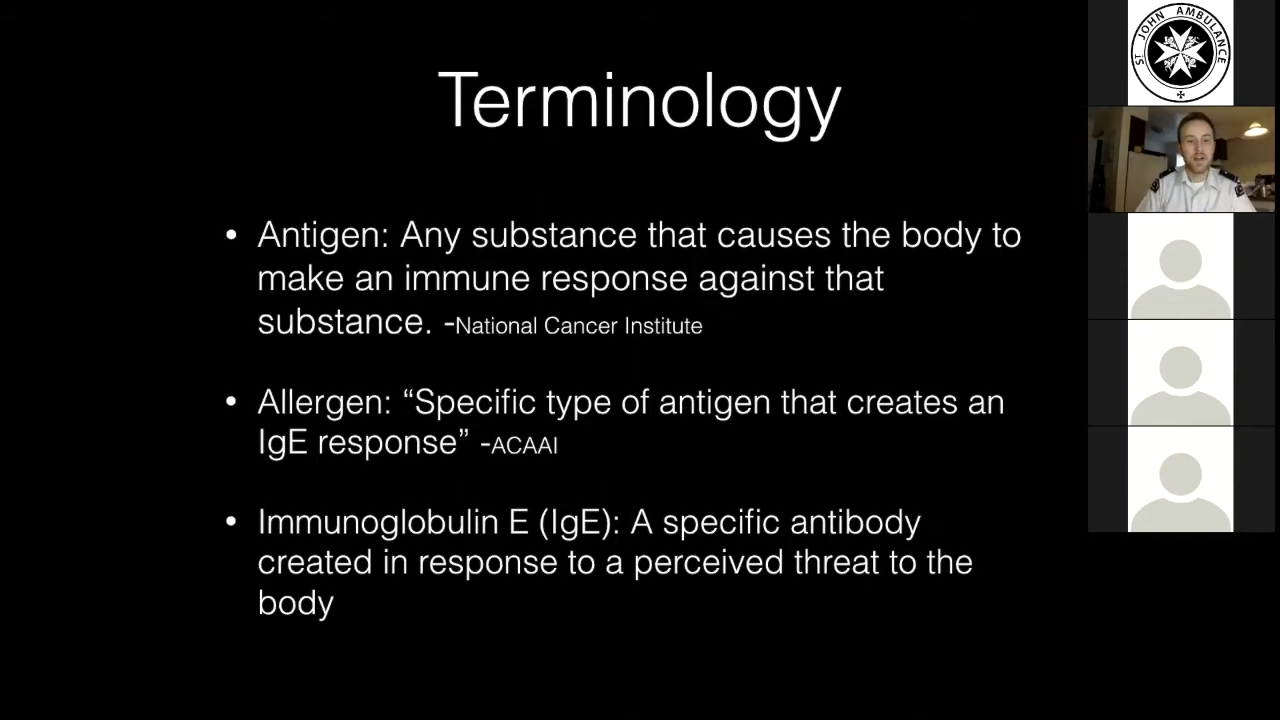 Terminology
• Antigen: Any substance that causes the body to
make an immune response against that
substance. -National Cancer Institute
• Allergen: “Specific type of antigen that creates an
IgE response” -ACAAI
• Immunoglobulin E (IgE): A specific antibody
created in response to a perceived threat to the
body
ST JOHN AMBULANCE